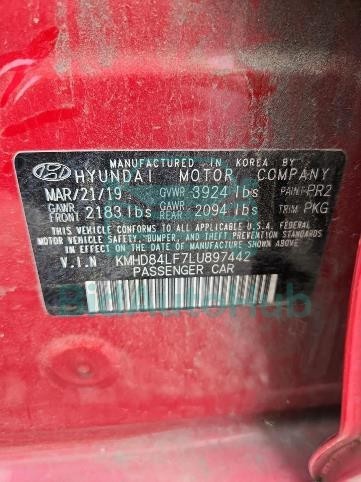 MANUFACTURED IN KOREA BY
HYUNDAI MOTOR COMPANY
MAR/21/19 GVWR 3924 lbs PAINT PR2
GAWR FRONT 2183 lbs GAWR REAR 2094 lbs TRIM PKG
THIS VEHICLE CONFORMS TO ALL APPLICABLE U.S.A. FEDERAL
MOTOR VEHICLE SAFETY, BUMPER, AND THEFT PREVENTION STANDARDS
IN EFFECT ON THE DATE OF MANUFACTURE SHOWN ABOVE.
V.I.N KMHD84LF7LU897442
PASSENGER CAR